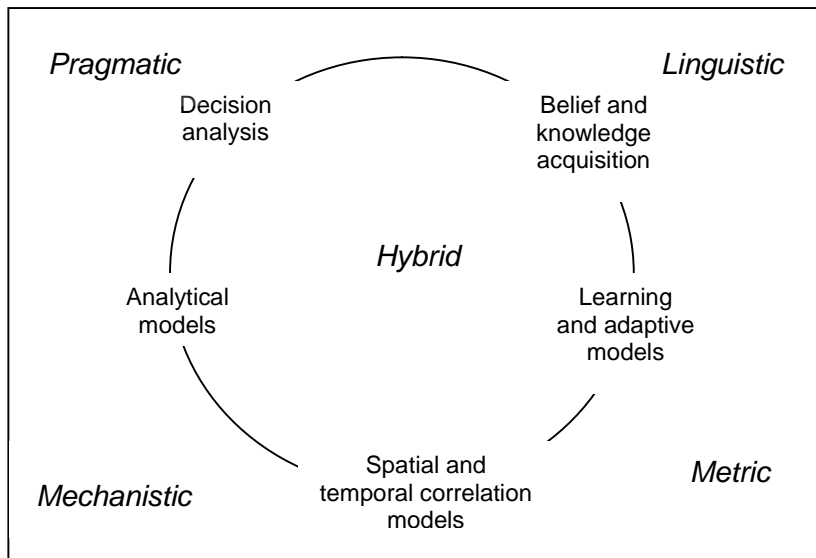 Pragmatic
Linguistic
Decision
analysis
Belief and
knowledge
acquisition
Hybrid
Analytical
models
Learning
and adaptive
models
Spatial and
temporal correlation
models
Mechanistic
Metric